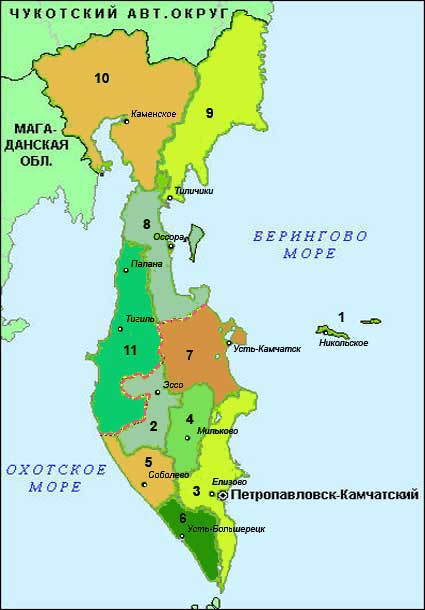 ЧУКОТСКИЙ АВТ.ОКРУГ
10
Каменское
9
МАГА-
ДАНСКАЯ
ОБЛ.
Тиличики
8
Оссора
БЕРИНГОВО
МОРЕ
Палана
1
Тигиль
Никольское
Усть-Камчатск
11
7
Эссо
4
2
Мильково
5
ОХОТСКОЕ
МОРЕ
Соболево
3
Елизово
Петропавловск-Камчатский
6
Усть-Большерецк